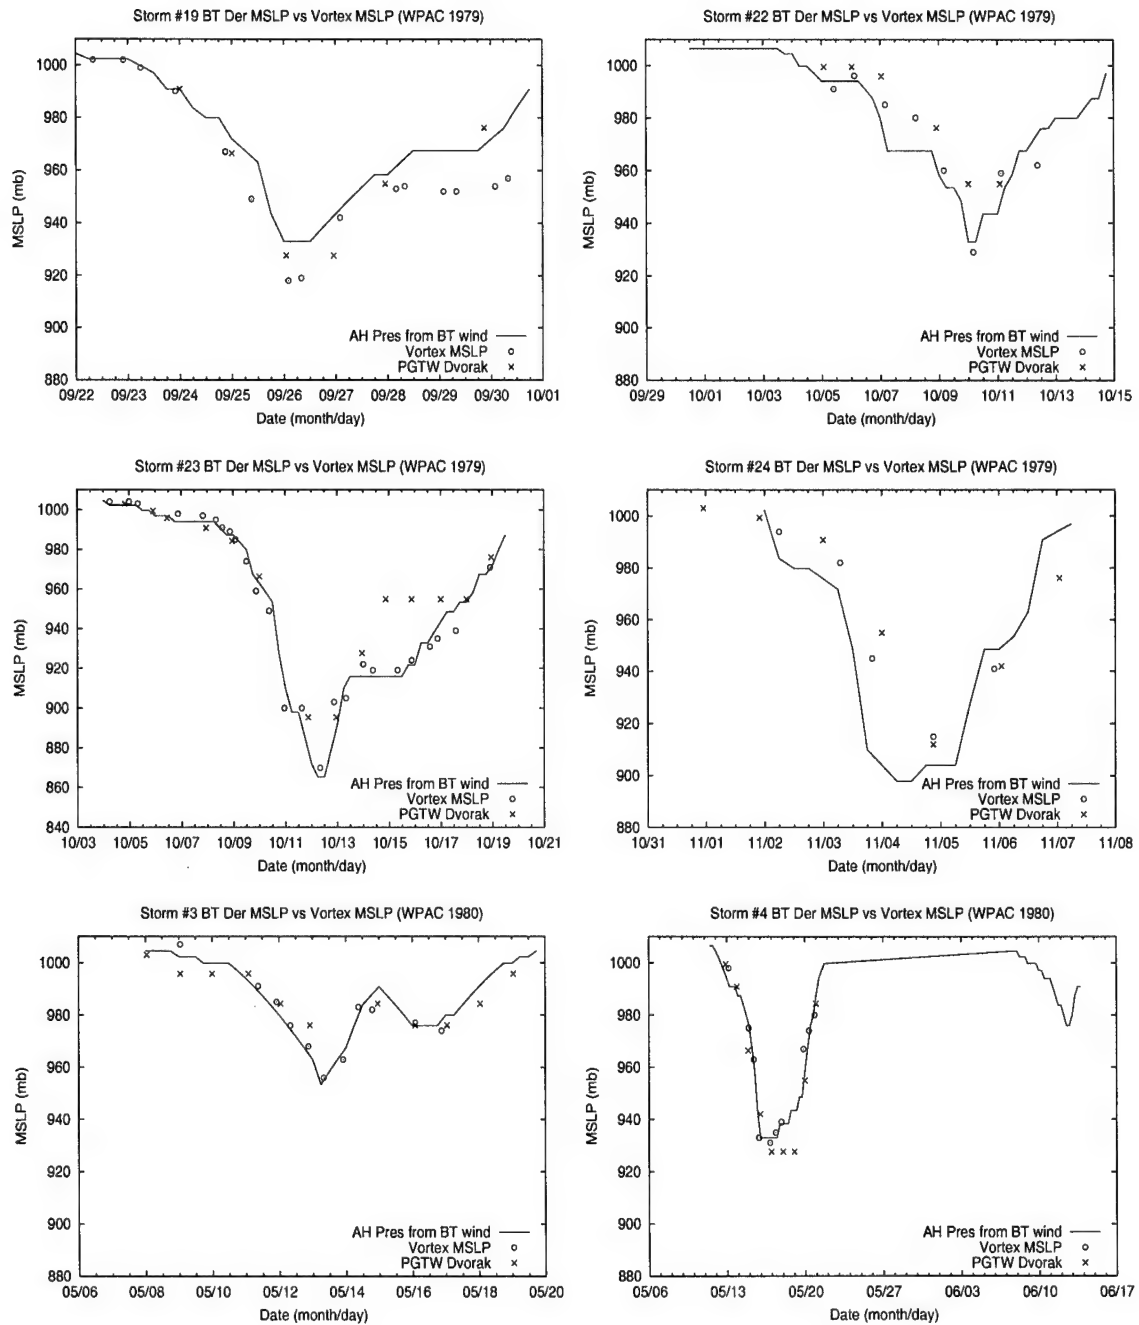 Storm #19 BT Der MSLP vs Vortex MSLP (WPAC 1979)
1000
980
960
940
920
900
880
MSLP (mb)
AH Pres from BT wind
Vortex MSLP
PGTW Dvorak
09/22 09/23 09/24 09/25 09/26 09/27 09/28 09/29 09/30 10/01
Date (month/day)
Storm #22 BT Der MSLP vs Vortex MSLP (WPAC 1979)
1000
980
960
940
920
900
880
MSLP (mb)
AH Pres from BT wind
Vortex MSLP
PGTW Dvorak
09/29 10/01 10/03 10/05 10/07 10/09 10/11 10/13 10/15
Date (month/day)
Storm #23 BT Der MSLP vs Vortex MSLP (WPAC 1979)
1000
980
960
940
920
900
880
860
840
MSLP (mb)
AH Pres from BT wind
Vortex MSLP
PGTW Dvorak
10/03 10/05 10/07 10/09 10/11 10/13 10/15 10/17 10/19 10/21
Date (month/day)
Storm #24 BT Der MSLP vs Vortex MSLP (WPAC 1979)
1000
980
960
940
920
900
880
MSLP (mb)
AH Pres from BT wind
Vortex MSLP
PGTW Dvorak
10/31 11/01 11/02 11/03 11/04 11/05 11/06 11/07 11/08
Date (month/day)
Storm #3 BT Der MSLP vs Vortex MSLP (WPAC 1980)
1000
980
960
940
920
900
880
MSLP (mb)
AH Pres from BT wind
Vortex MSLP
PGTW Dvorak
05/06 05/08 05/10 05/12 05/14 05/16 05/18 05/20
Date (month/day)
Storm #4 BT Der MSLP vs Vortex MSLP (WPAC 1980)
1000
980
960
940
920
900
880
MSLP (mb)
AH Pres from BT wind
Vortex MSLP
PGTW Dvorak
05/06 05/13 05/20 05/27 06/03 06/10 06/17
Date (month/day)